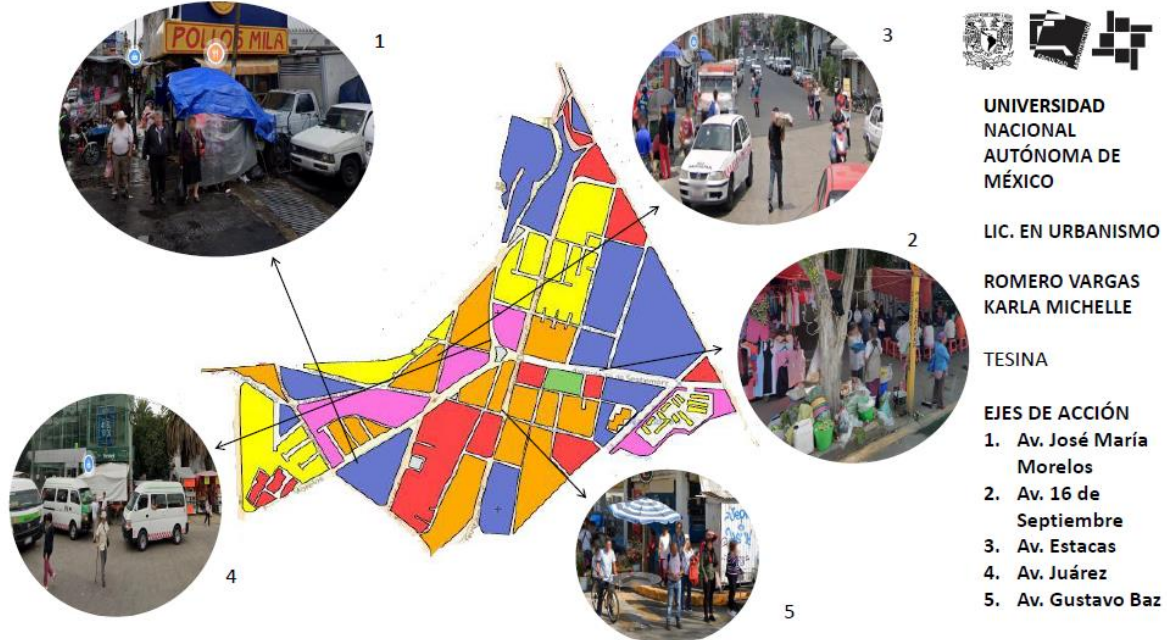 1
POLLOS MILA
3
UNIVERSIDAD
NACIONAL
AUTÓNOMA DE
MÉXICO
LIC. EN URBANISMO
2
ROMERO VARGAS
KARLA MICHELLE
TESINA
de Septiembre
EJES DE ACCIÓN
1. Av. José María
Morelos
2. Av. 16 de
Septiembre
3. Av. Estacas
4. Av. Juárez
5. Av. Gustavo Baz
4
5